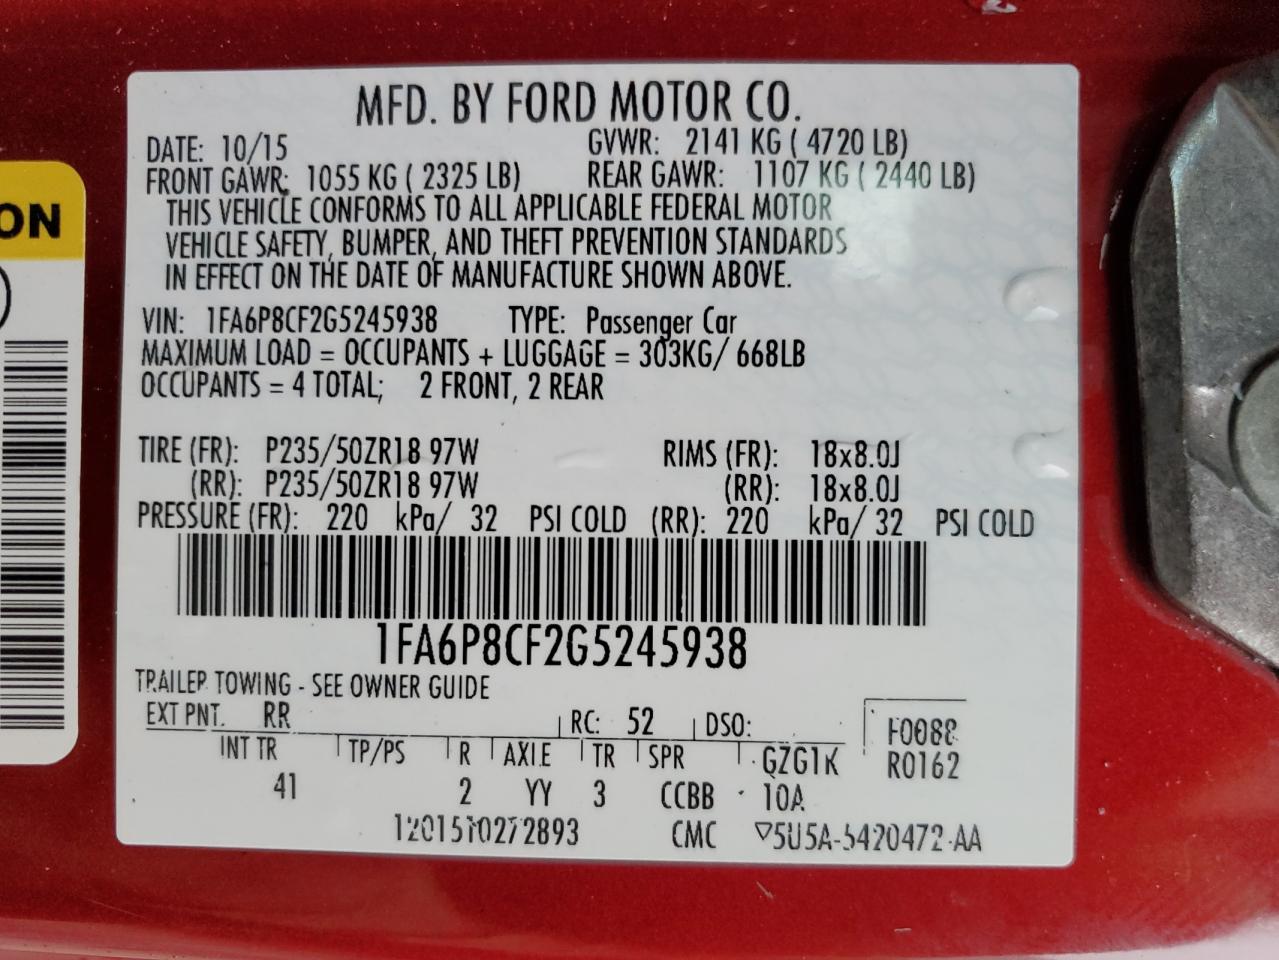 MFD. BY FORD MOTOR CO.
DATE: 10/15 GVWR: 2141 KG ( 4720 LB)
FRONT GAWR: 1055 KG ( 2325 LB) REAR GAWR: 1107 KG ( 2440 LB)
THIS VEHICLE CONFORMS TO ALL APPLICABLE FEDERAL MOTOR
VEHICLE SAFETY, BUMPER, AND THEFT PREVENTION STANDARDS
IN EFFECT ON THE DATE OF MANUFACTURE SHOWN ABOVE.
VIN: 1FA6P8CF2G5245938 TYPE: Passenger Car
MAXIMUM LOAD = OCCUPANTS + LUGGAGE = 303KG/ 668LB
OCCUPANTS = 4 TOTAL; 2 FRONT, 2 REAR
TIRE (FR): P235/50ZR18 97W RIMS (FR): 18x8.0J
(RR): P235/50ZR18 97W (RR): 18x8.0J
PRESSURE (FR): 220 kPa/ 32 PSI COLD (RR): 220 kPa/ 32 PSI COLD
1FA6P8CF2G5245938
TRAILER TOWING - SEE OWNER GUIDE
EXT PNT. RR RC: 52 DSO: F0088
INT TR TP/PS R AXLE TR SPR GZG1K R0162
41 2 YY 3 CCBB 10A
CMC